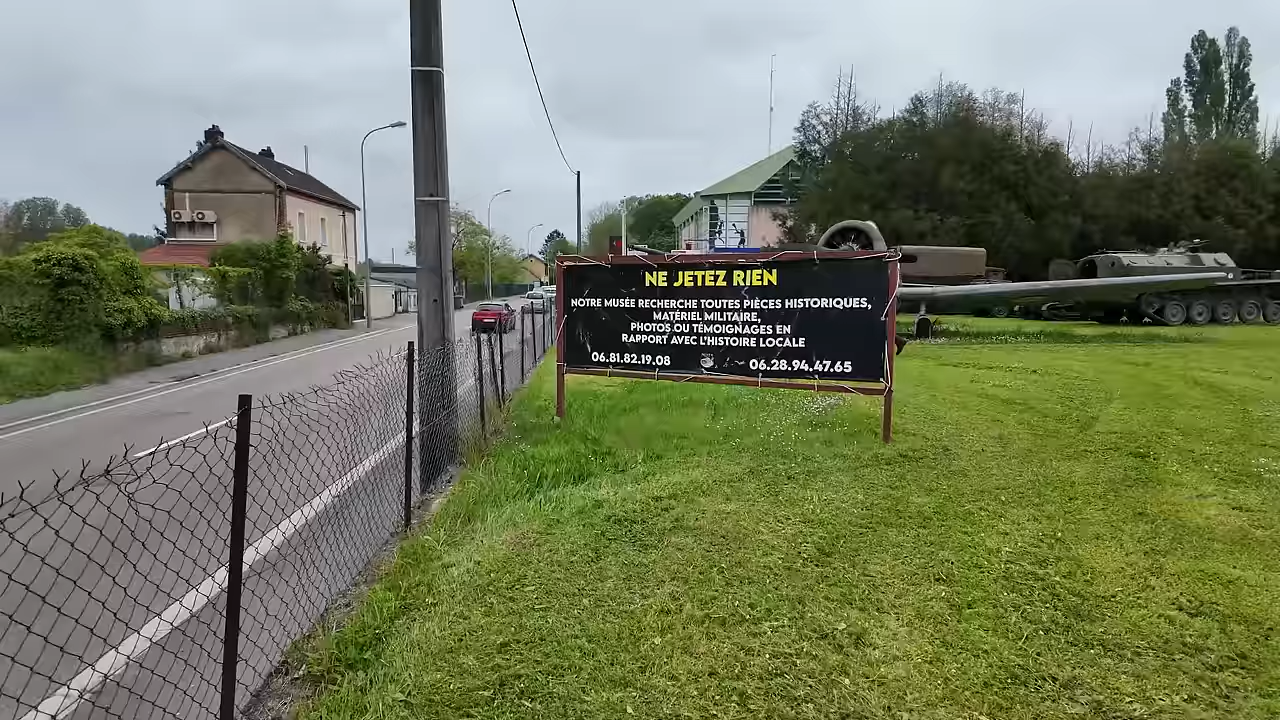 NE JETEZ RIEN
NOTRE MUSÉE RECHERCHE TOUTES PIÈCES HISTORIQUES,
MATÉRIEL MILITAIRE,
PHOTOS OU TÉMOIGNAGES EN
RAPPORT AVEC L'HISTOIRE LOCALE
06.81.82.19.08 06.28.94.47.65